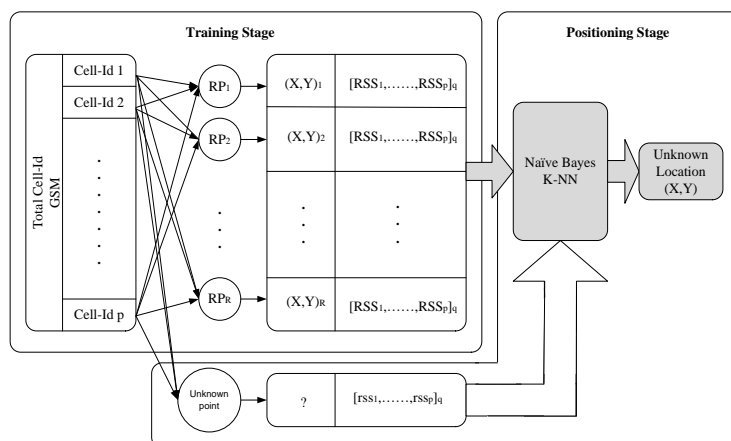 Training Stage
Positioning Stage
Total Cell-Id
GSM
Cell-Id 1
Cell-Id 2
Cell-Id p
RP1
RP2
RPR
(X,Y)1
[RSS1,……,RSSp]q
(X,Y)2
[RSS1,……,RSSp]q
(X,Y)R
[RSS1,……,RSSp]q
Naïve Bayes
K-NN
Unknown
Location
(X,Y)
Unknown
point
?
[rss1,……,rssp]q